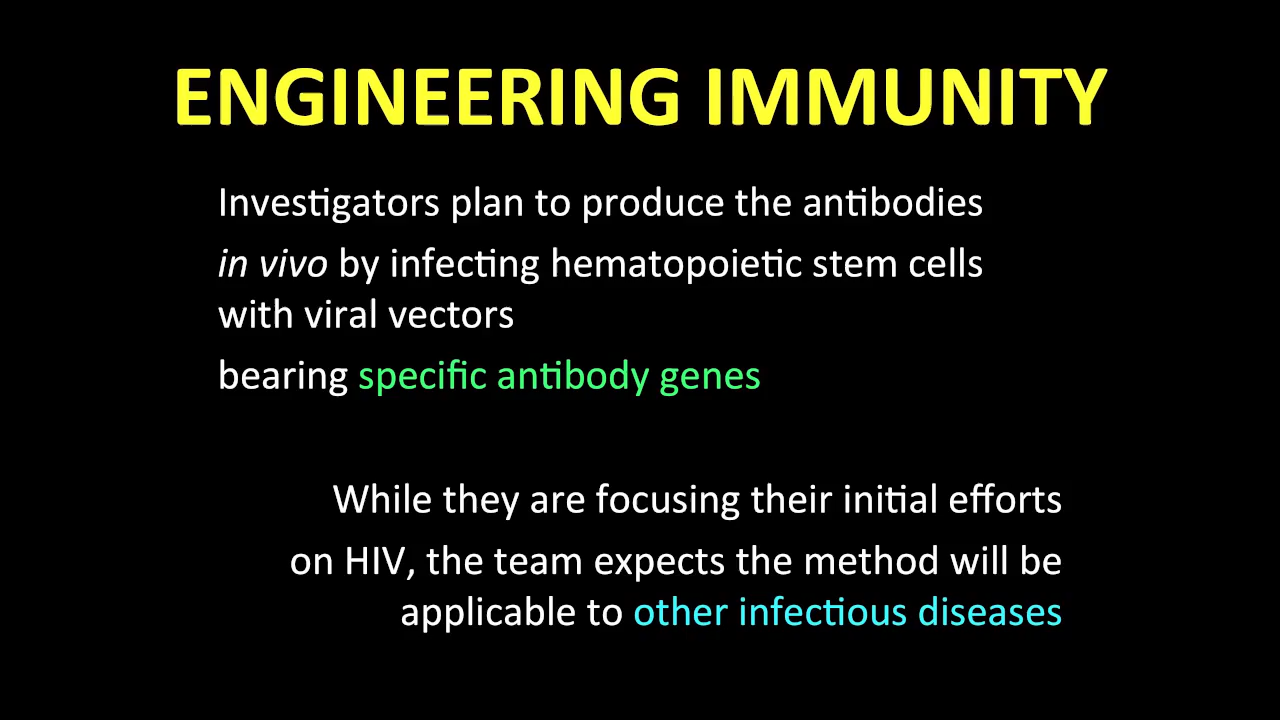 ENGINEERING IMMUNITY
Investigators plan to produce the antibodies
in vivo by infecting hematopoietic stem cells
with viral vectors
bearing specific antibody genes
While they are focusing their initial efforts
on HIV, the team expects the method will be
applicable to other infectious diseases